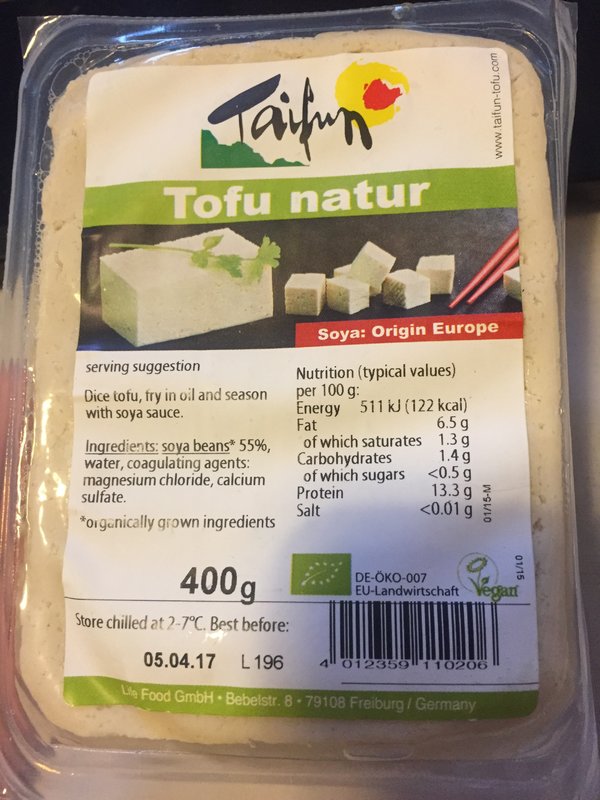 Taifun
www.taifun-tofu.com
Tofu natur
Soya: Origin Europe
serving suggestion
Dice tofu, fry in oil and season
with soya sauce.
Ingredients: soya beans* 55%,
water, coagulating agents:
magnesium chloride, calcium
sulfate.
*organically grown ingredients
Nutrition (typical values)
per 100 g:
Energy 511 kJ (122 kcal)
Fat 6.5 g
of which saturates 1.3 g
Carbohydrates 1.4 g
of which sugars <0.5 g
Protein 13.3 g
Salt <0.01 g
01/15-M
400g
DE-ÖKO-007
EU-Landwirtschaft
Vegan
01/15
Store chilled at 2-7°C. Best before:
05.04.17 L 196
4 012359 110206
Life Food GmbH • Bebelstr. 8 • 79108 Freiburg / Germany